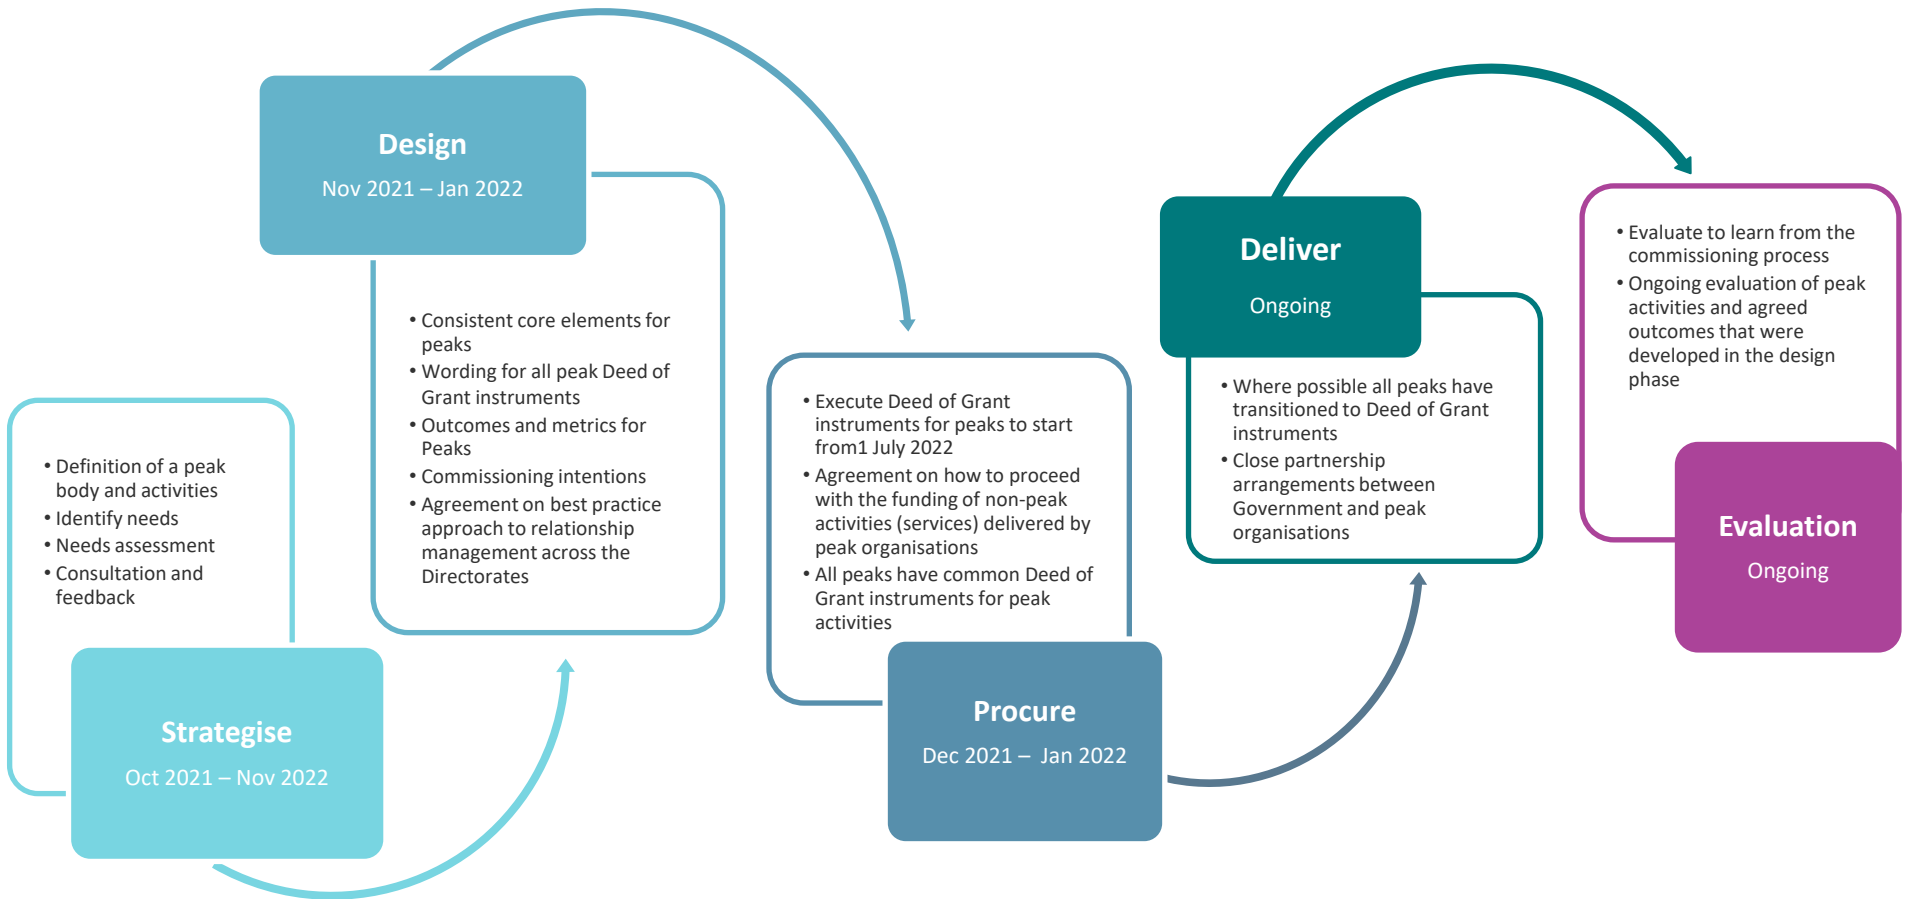 • Definition of a peak
body and activities
• Identify needs
• Needs assessment
• Consultation and
feedback
Strategise
Oct 2021 – Nov 2022
Design
Nov 2021 – Jan 2022
• Consistent core elements for
peaks
• Wording for all peak Deed of
Grant instruments
• Outcomes and metrics for
Peaks
• Commissioning intentions
• Agreement on best practice
approach to relationship
management across the
Directorates
• Execute Deed of Grant
instruments for peaks to start
from1 July 2022
• Agreement on how to proceed
with the funding of non-peak
activities (services) delivered by
peak organisations
• All peaks have common Deed of
Grant instruments for peak
activities
Procure
Dec 2021 – Jan 2022
Deliver
Ongoing
• Where possible all peaks have
transitioned to Deed of Grant
instruments
• Close partnership
arrangements between
Government and peak
organisations
• Evaluate to learn from the
commissioning process
• Ongoing evaluation of peak
activities and agreed
outcomes that were
developed in the design
phase
Evaluation
Ongoing